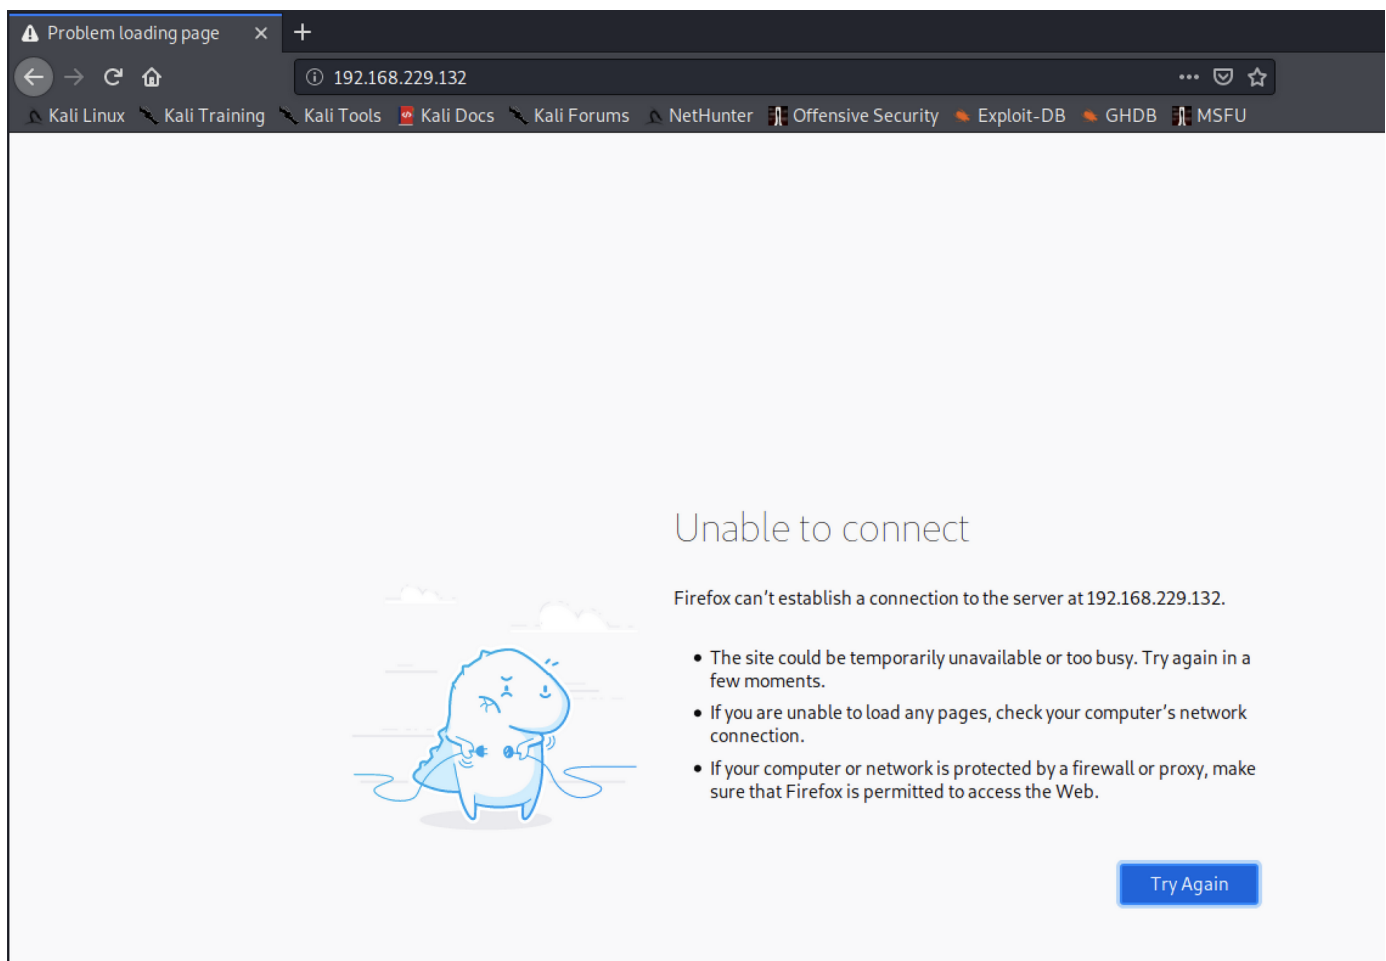 Problem loading page
192.168.229.132
Kali Linux Kali Training Kali Tools Kali Docs Kali Forums NetHunter Offensive Security Exploit-DB GHDB MSFU
Unable to connect
Firefox can’t establish a connection to the server at 192.168.229.132.
• The site could be temporarily unavailable or too busy. Try again in a
few moments.
• If you are unable to load any pages, check your computer’s network
connection.
• If your computer or network is protected by a firewall or proxy, make
sure that Firefox is permitted to access the Web.
Try Again